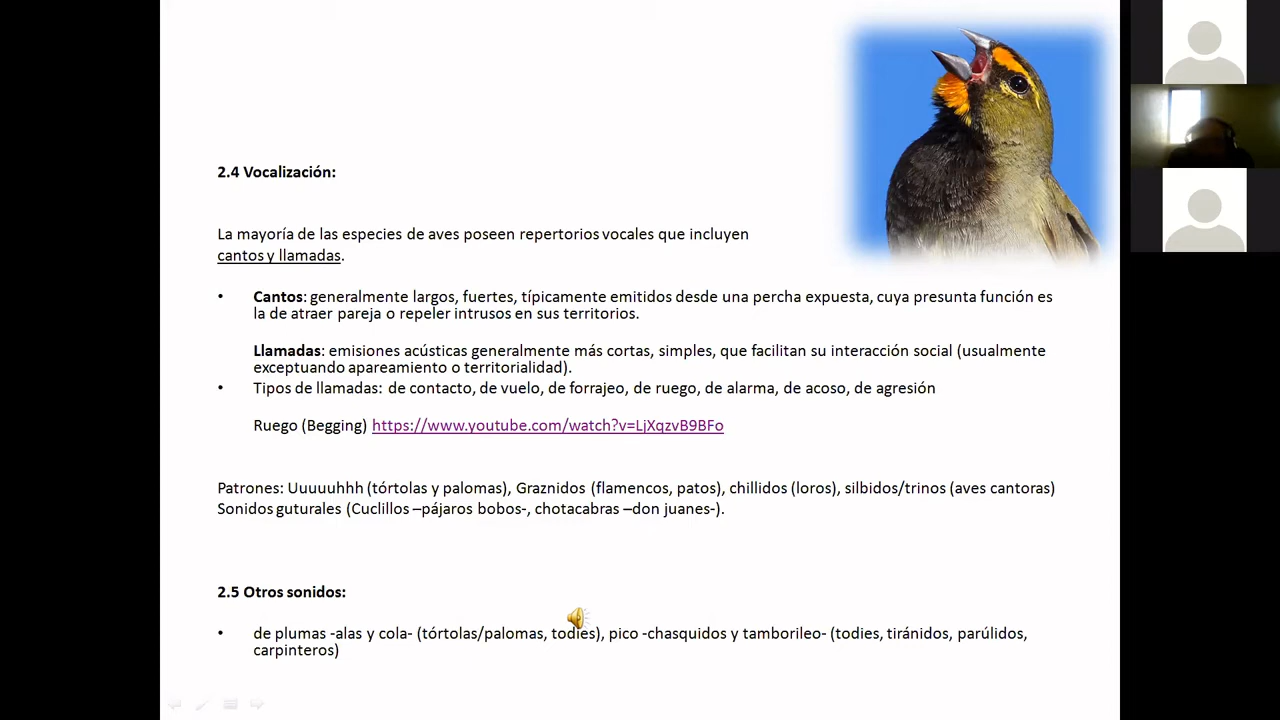 2.4 Vocalización:
La mayoría de las especies de aves poseen repertorios vocales que incluyen
cantos y llamadas.
• Cantos: generalmente largos, fuertes, típicamente emitidos desde una percha expuesta, cuya presunta función es
la de atraer pareja o repeler intrusos en sus territorios.
Llamadas: emisiones acústicas generalmente más cortas, simples, que facilitan su interacción social (usualmente
exceptuando apareamiento o territorialidad).
• Tipos de llamadas: de contacto, de vuelo, de forrajeo, de ruego, de alarma, de acoso, de agresión
Ruego (Begging) https://www.youtube.com/watch?v=LjXqzvB9BFo
Patrones: Uuuuuhhh (tórtolas y palomas), Graznidos (flamencos, patos), chillidos (loros), silbidos/trinos (aves cantoras)
Sonidos guturales (Cuclillos –pájaros bobos-, chotacabras –don juanes-).
2.5 Otros sonidos:
• de plumas -alas y cola- (tórtolas/palomas, todies), pico -chasquidos y tamborileo- (todies, tiránidos, parúlidos,
carpinteros)